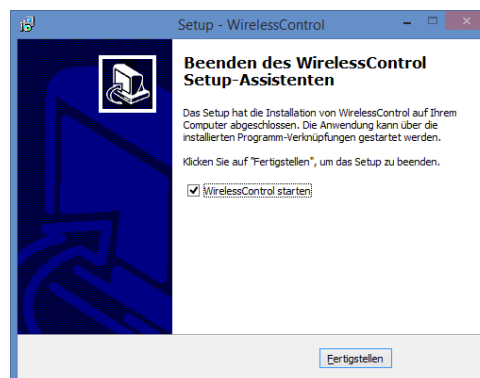 Setup - WirelessControl
Beenden des WirelessControl
Setup-Assistenten
Das Setup hat die Installation von WirelessControl auf Ihrem
Computer abgeschlossen. Die Anwendung kann über die
installierten Programm-Verknüpfungen gestartet werden.
Klicken Sie auf "Fertigstellen", um das Setup zu beenden.
WirelessControl starten
Fertigstellen